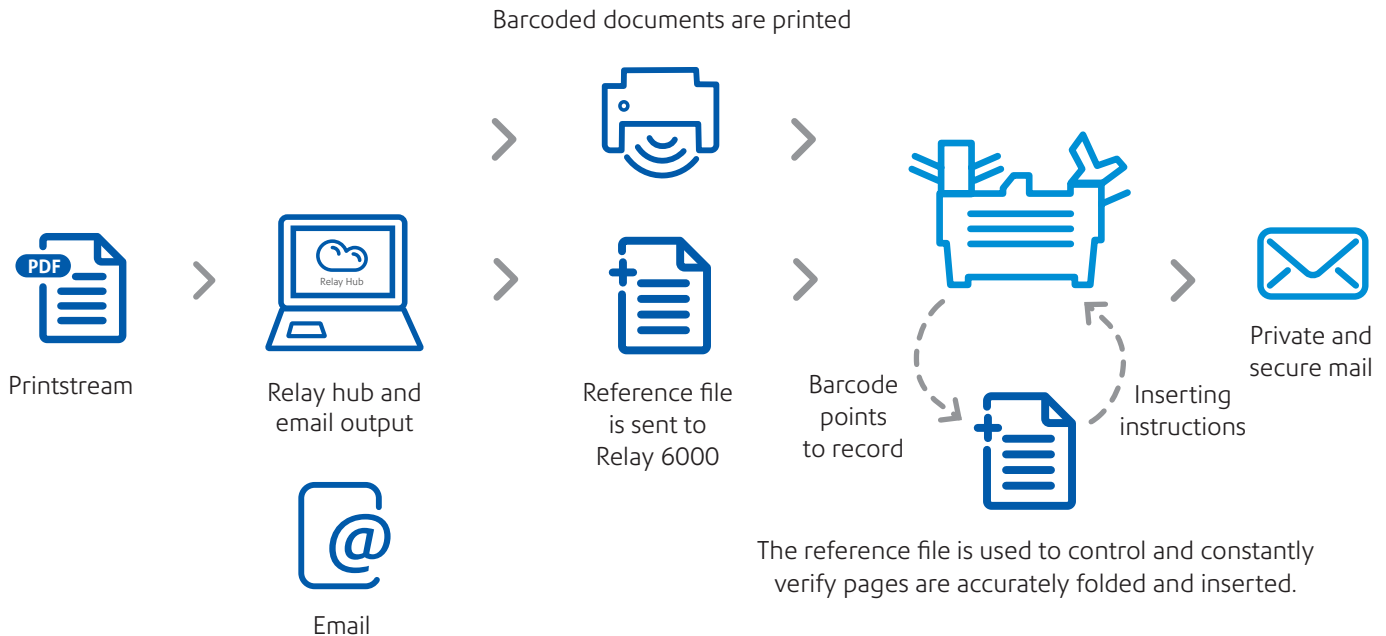 Barcoded documents are printed
PDF
Printstream
Relay Hub
Relay hub and
email output
@
Email
Reference file
is sent to
Relay 6000
Barcode
points
to record
Inserting
instructions
Private and
secure mail
The reference file is used to control and constantly
verify pages are accurately folded and inserted.